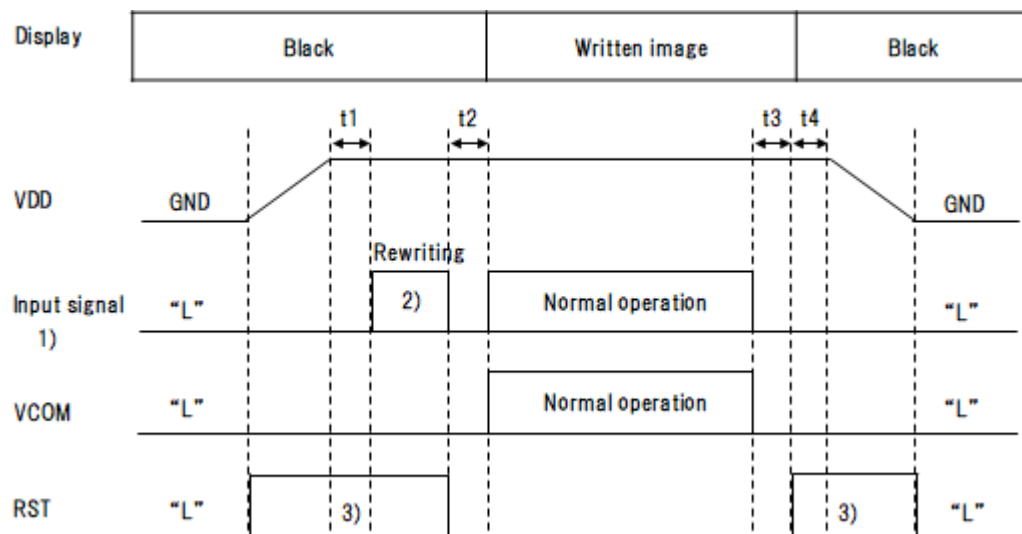 Display
Black
Written image
Black
t1
t2
t3
t4
VDD
GND
GND
Rewriting
Input signal
1)
“L”
2)
Normal operation
“L”
VCOM
“L”
Normal operation
“L”
RST
“L”
3)
3)
“L”